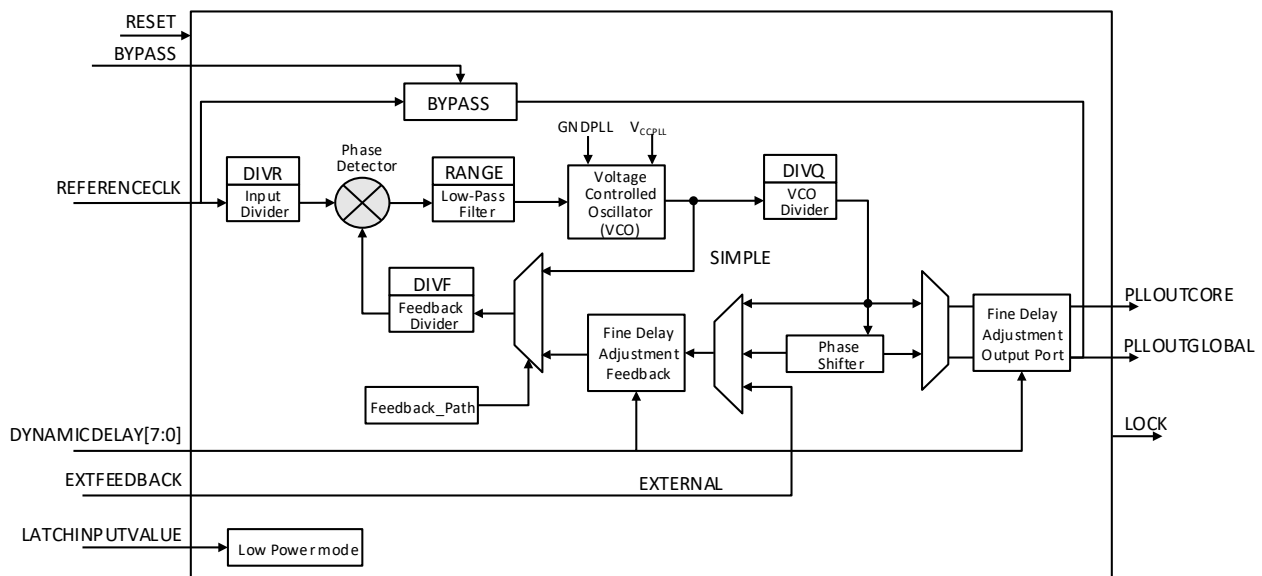 RESET
BYPASS
BYPASS
GNDPLL
VCCPLL
Phase
Detector
DIVR
Input
Divider
RANGE
Low-Pass
Filter
Voltage
Controlled
Oscillator
(VCO)
DIVQ
VCO
Divider
REFERENCECLK
SIMPLE
DIVF
Feedback
Divider
Fine Delay
Adjustment
Feedback
Phase
Shifter
Fine Delay
Adjustment
Output Port
PLLOUTCORE
PLLOUTGLOBAL
Feedback_Path
DYNAMICDELAY[7:0]
LOCK
EXTFEEDBACK
EXTERNAL
LATCHINPUTVALUE
Low Power mode